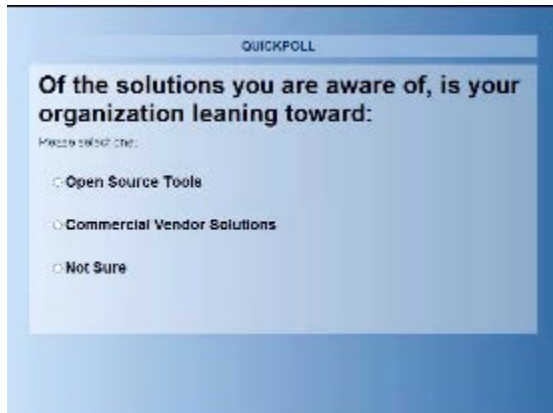 QUICKPOLL
Of the solutions you are aware of, is your
organization leaning toward:
Please select one:
Open Source Tools
Commercial Vendor Solutions
Not Sure